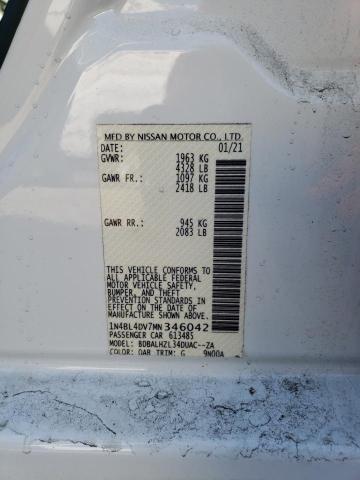 MFD BY NISSAN MOTOR CO., LTD
DATE: 01/21
GVWR: 1963 KG
4328 LB
GAWR FR: 1097 KG
2418 LB
GAWR RR: 945 KG
2083 LB
THIS VEHICLE CONFORMS TO ALL
APPLICABLE FEDERAL
MOTOR VEHICLE SAFETY,
BUMPER, AND THEFT
PREVENTION STANDARDS IN
EFFECT ON THE DATE OF
MANUFACTURE SHOWN ABOVE
1N4BL4DV7MN346042
PASSENGER CAR 613485
MODEL: BDBALHZL34DUAC--ZA
COLOR: QAB TRIM: G 9N00A